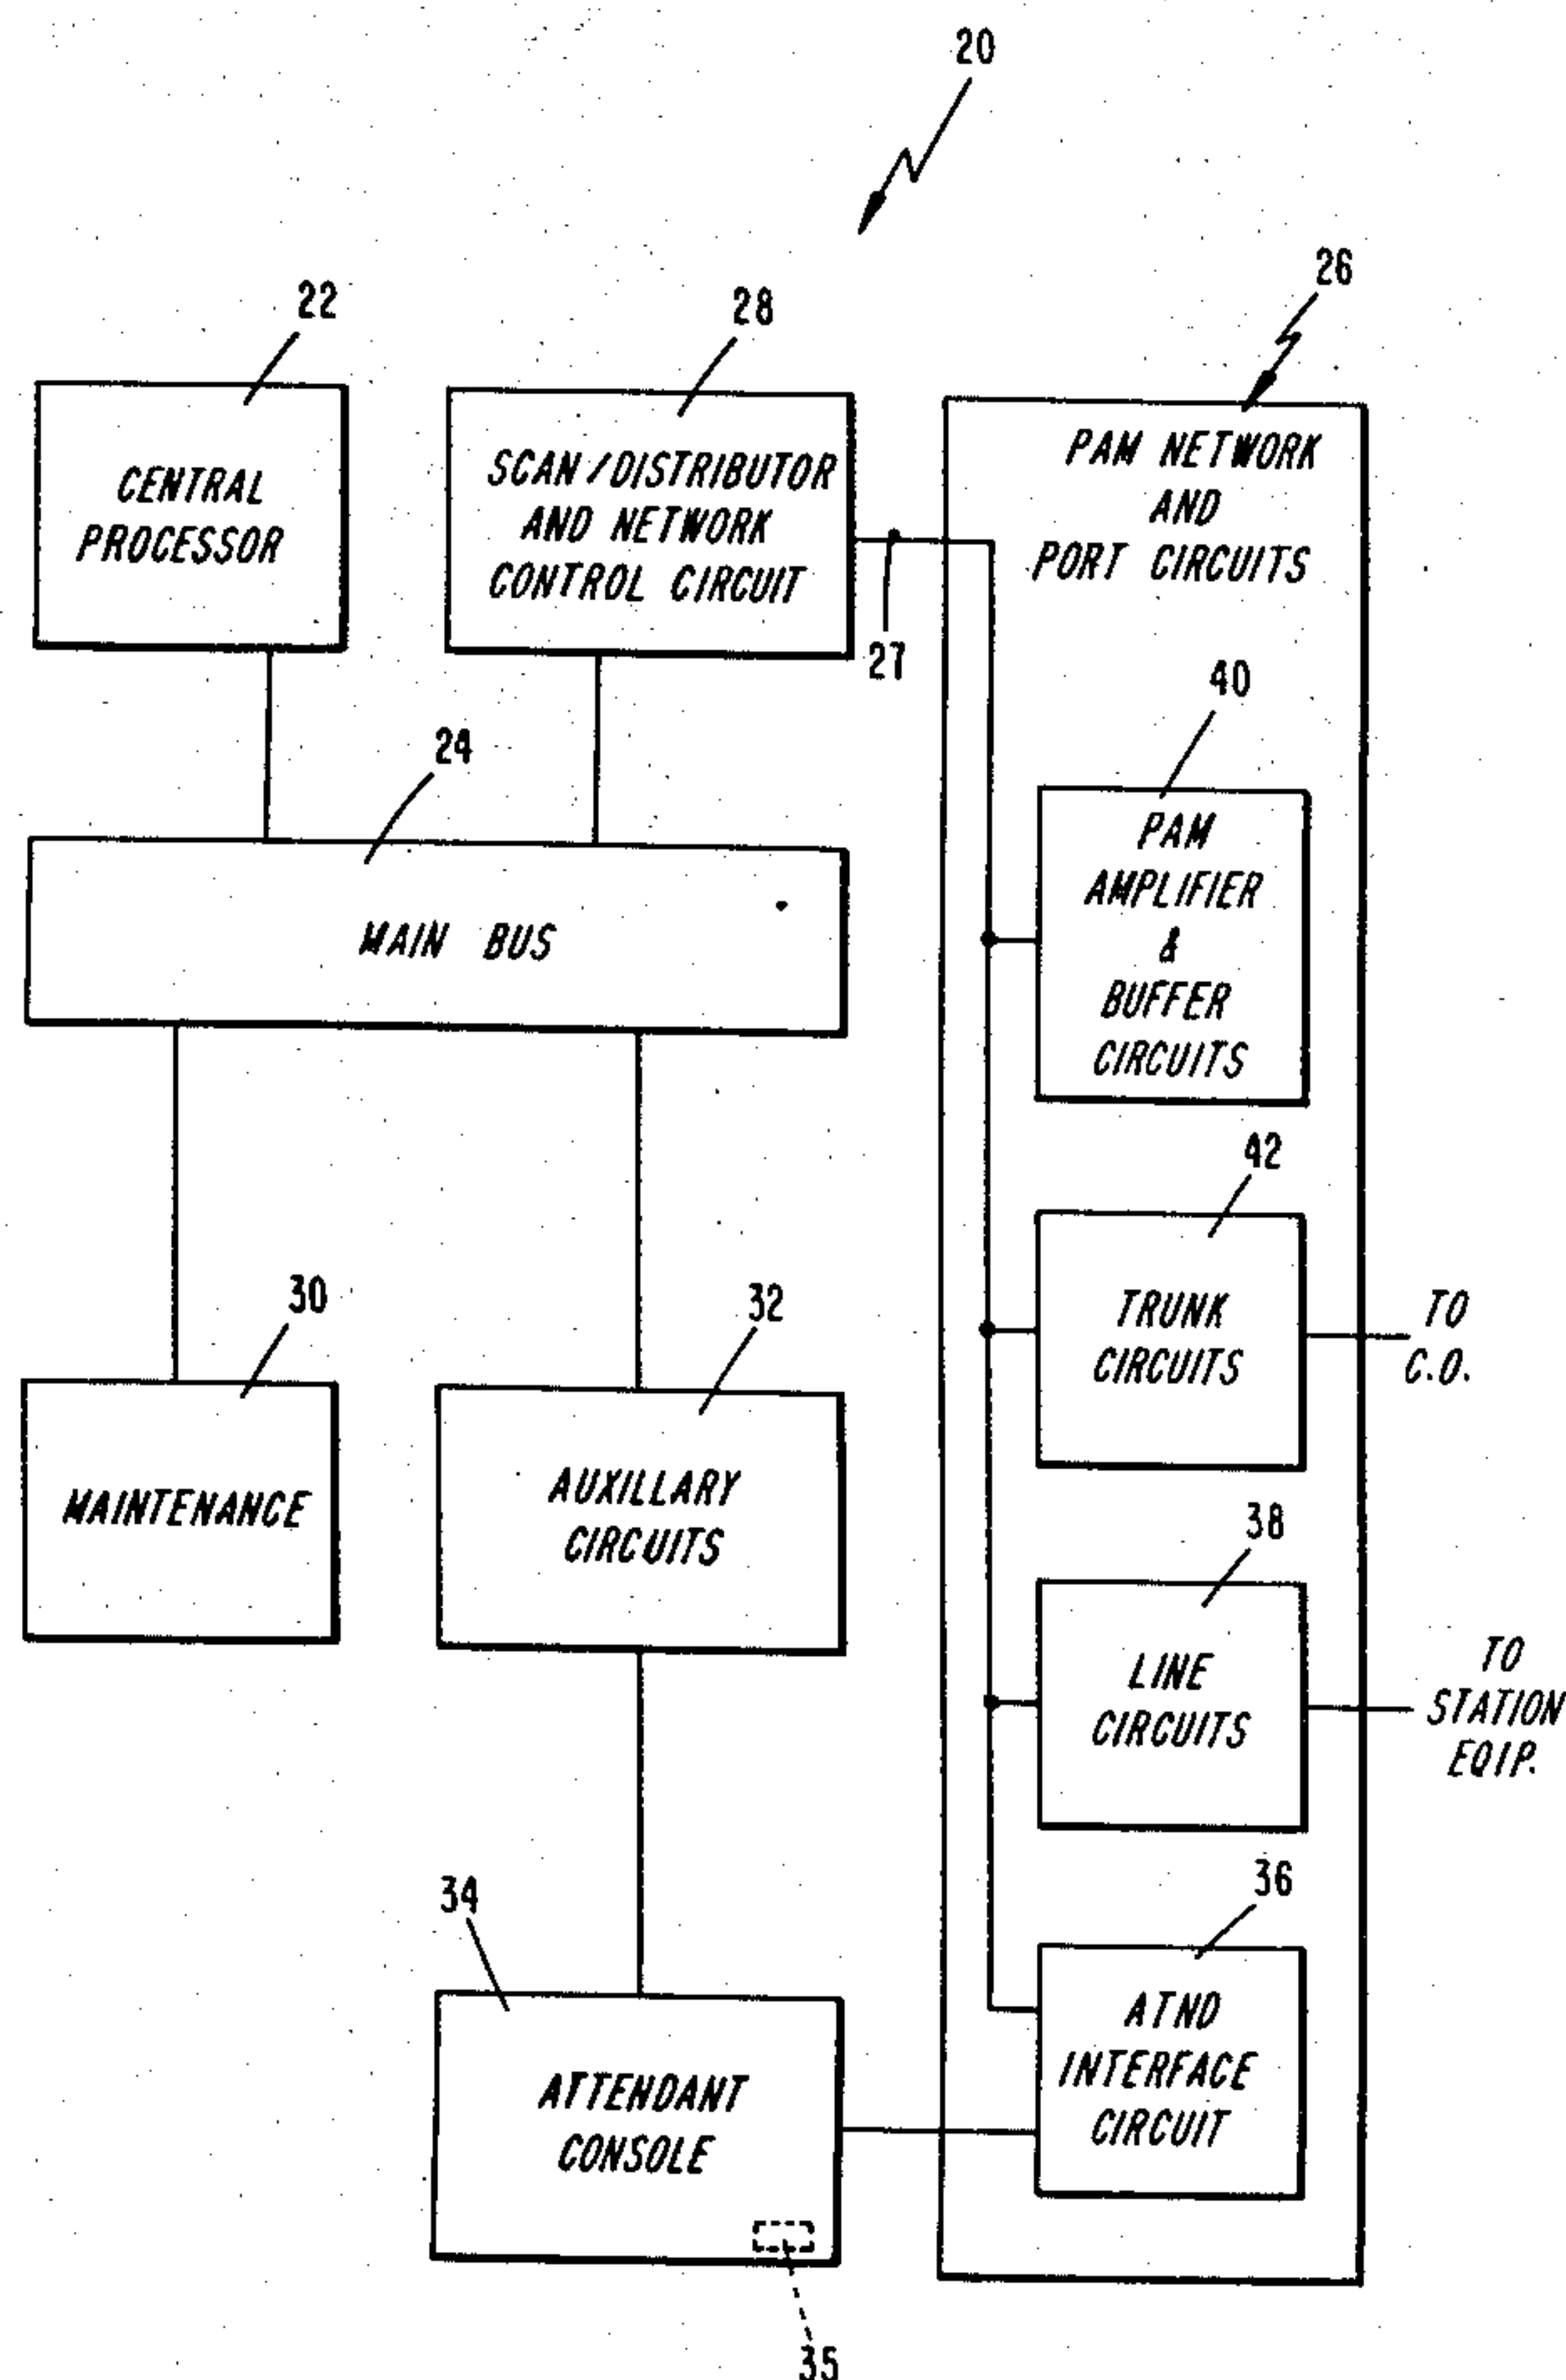 20
22
28
26
CENTRAL
PROCESSOR
SCAN/DISTRIBUTOR
AND NETWORK
CONTROL CIRCUIT
27
PAM NETWORK
AND
PORT CIRCUITS
24
MAIN BUS
40
PAM
AMPLIFIER
&
BUFFER
CIRCUITS
42
TRUNK
CIRCUITS
TO
C.O.
30
MAINTENANCE
32
AUXILLARY
CIRCUITS
38
LINE
CIRCUITS
TO
STATION
EQIP.
34
ATTENDANT
CONSOLE
35
36
ATND
INTERFACE
CIRCUIT